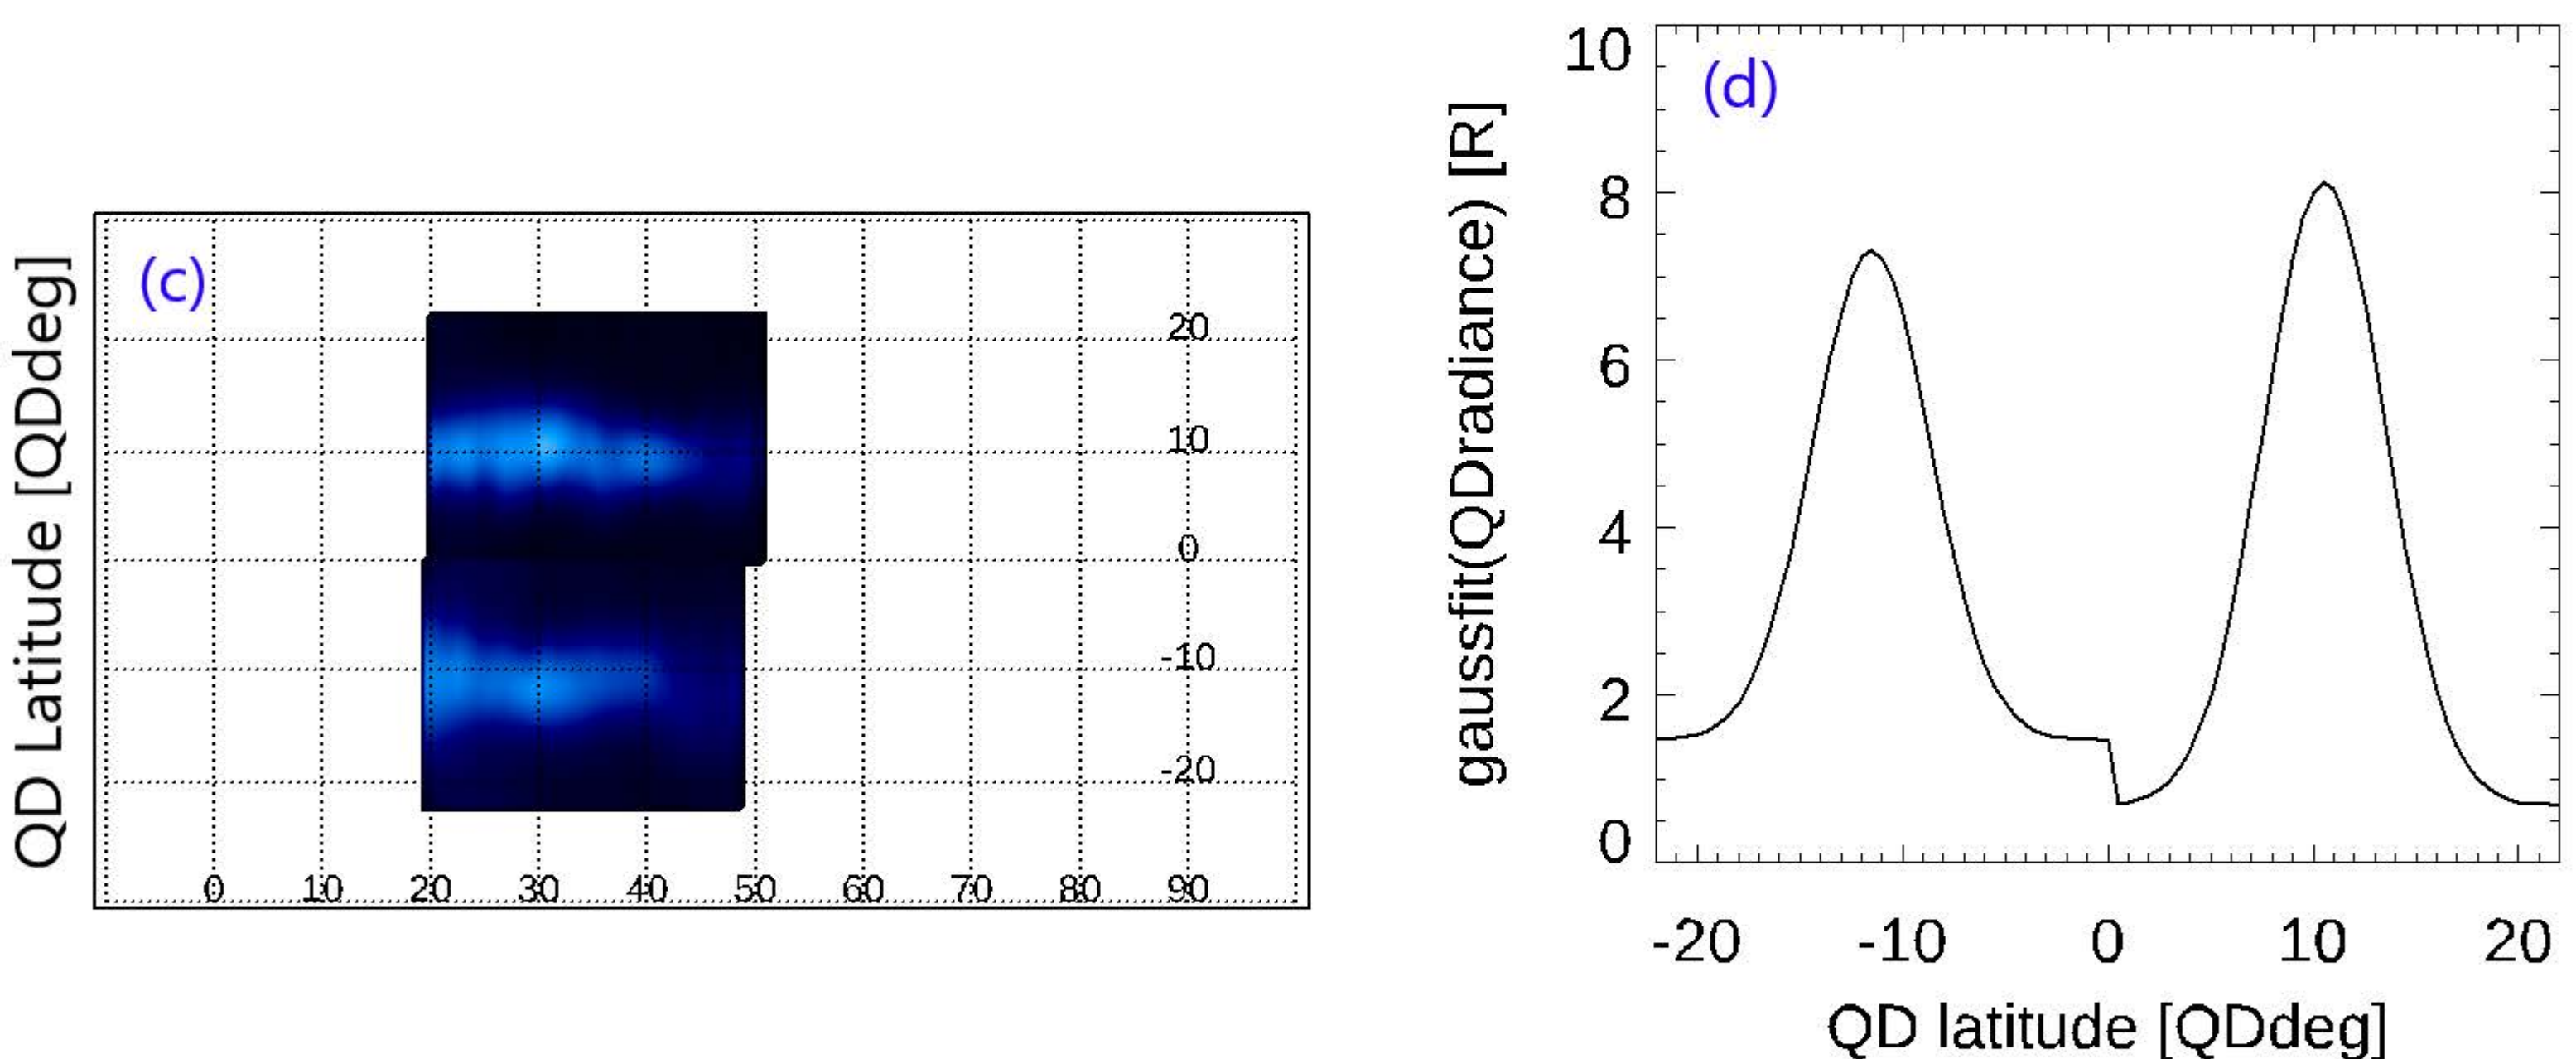 QD Latitude [QDdeg]
(c)
20
10
0
-10
-20
0 10 20 30 40 50 60 70 80 90
gaussfit(QDradiance) [R]
(d)
10
8
6
4
2
0
-20 -10 0 10 20
QD latitude [QDdeg]